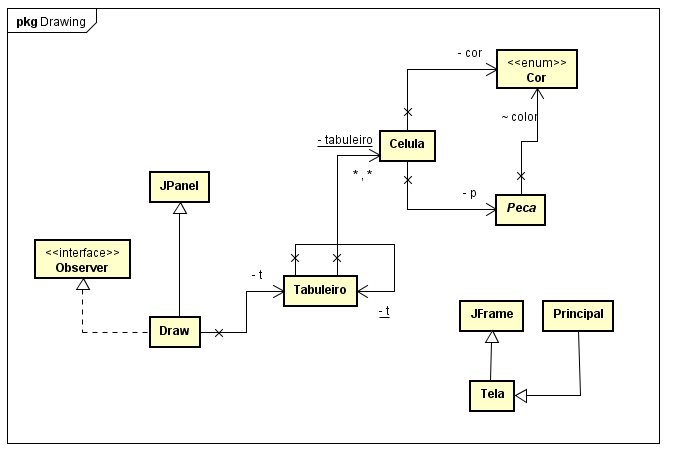 pkg Drawing
- cor
<<enum>>
Cor
~ color
- tabuleiro
Celula
* , *
JPanel
- p
Peca
<<interface>>
Observer
- t
Tabuleiro
- t
Draw
JFrame
Principal
Tela